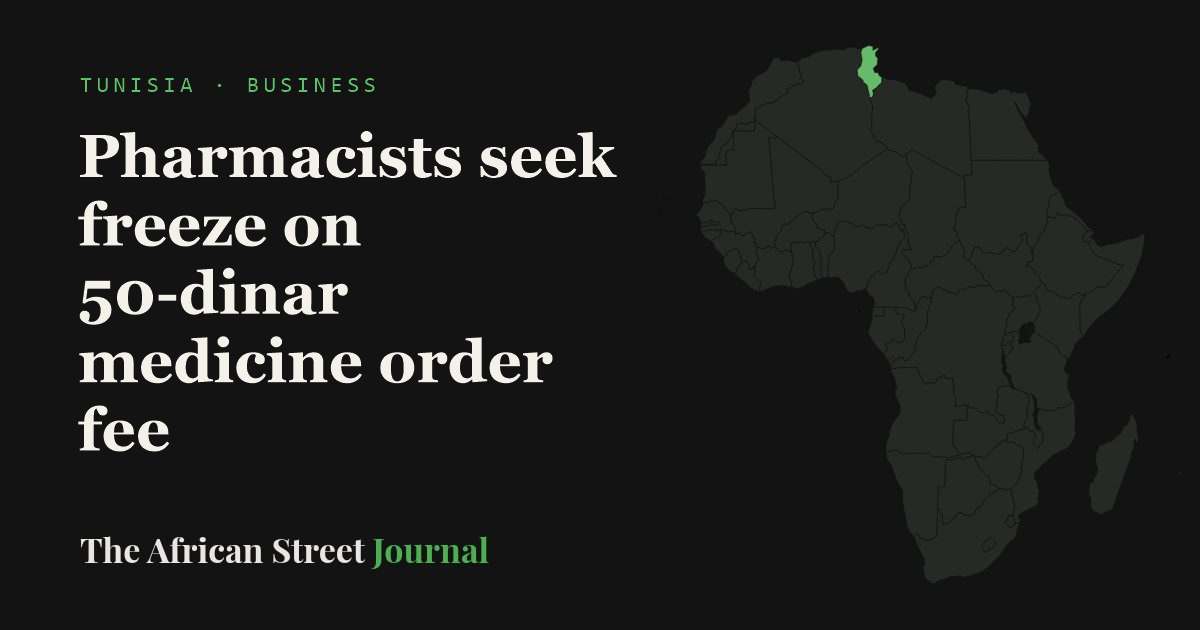 TUNISIA · BUSINESS
Pharmacists seek
freeze on
50-dinar
medicine order
fee
The African Street Journal